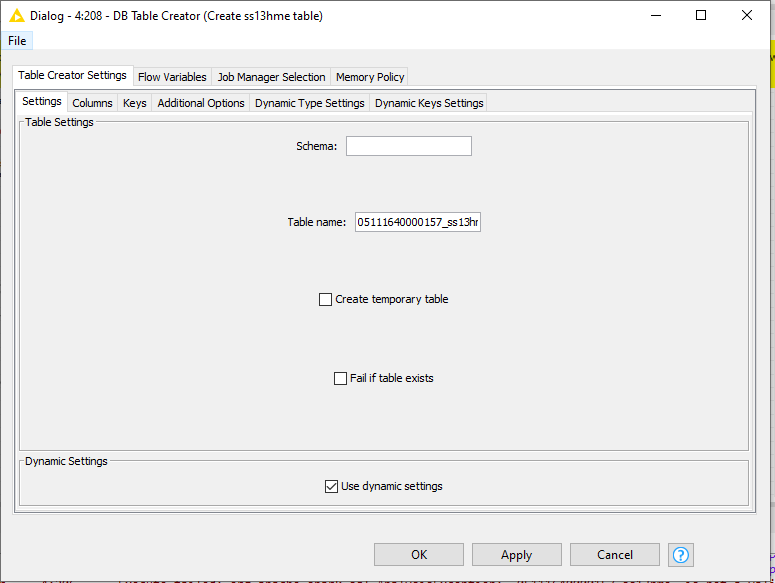 Dialog - 4:208 - DB Table Creator (Create ss13hme table)
File
Table Creator Settings Flow Variables Job Manager Selection Memory Policy
Settings Columns Keys Additional Options Dynamic Type Settings Dynamic Keys Settings
Table Settings
Schema:
Table name: 05111640000157_ss13hr
Create temporary table
Fail if table exists
Dynamic Settings
Use dynamic settings
OK Apply Cancel ?